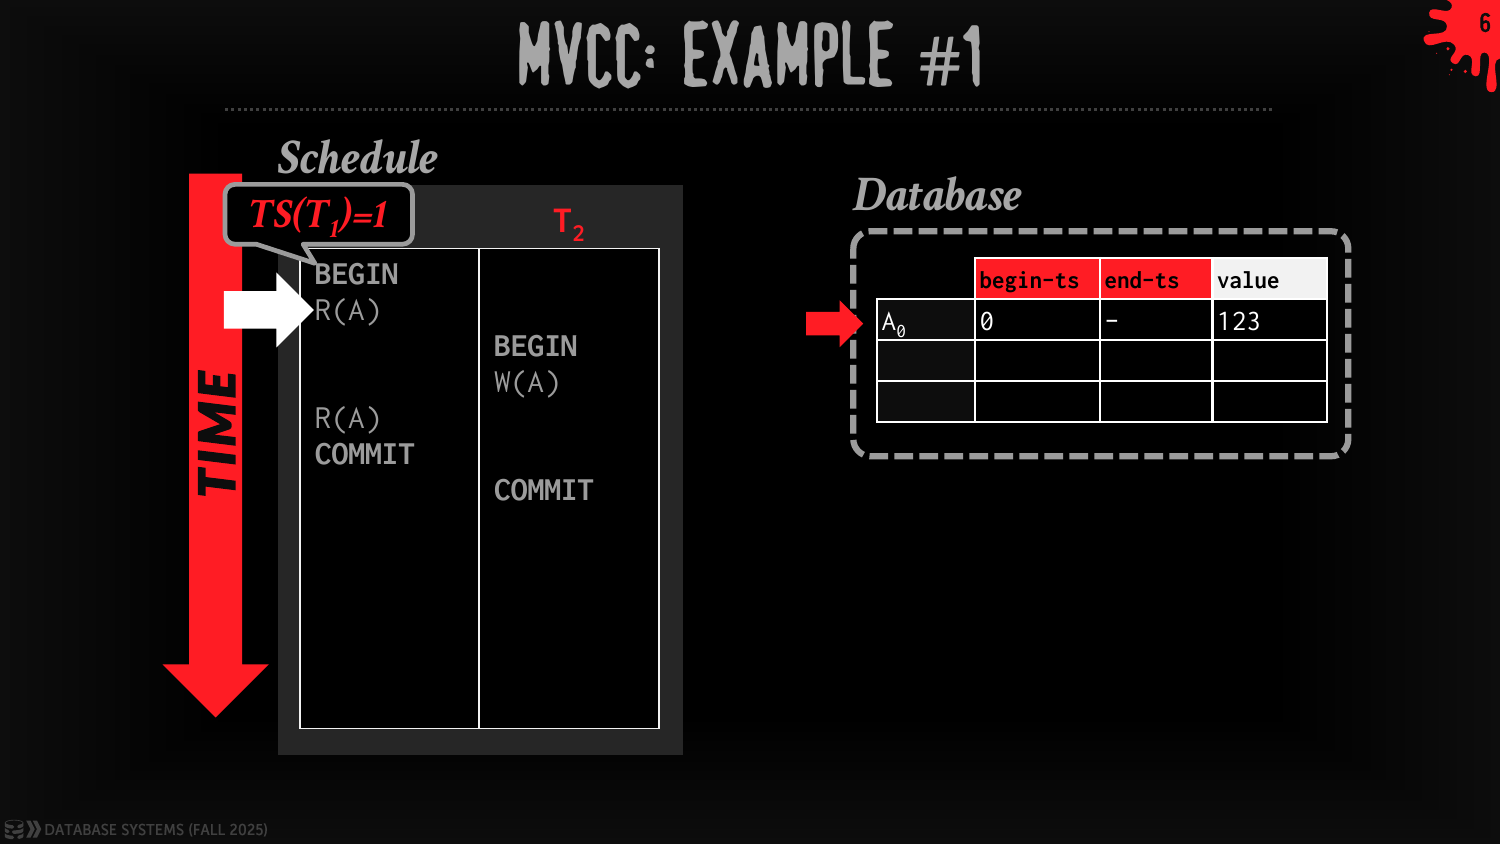 MVCC: EXAMPLE #1
6
Schedule
TS(T1)=1
T2
BEGIN
R(A)
BEGIN
W(A)
R(A)
COMMIT
COMMIT
TIME
Database
begin-ts end-ts value
A0 0 – 123
DATABASE SYSTEMS (FALL 2025)